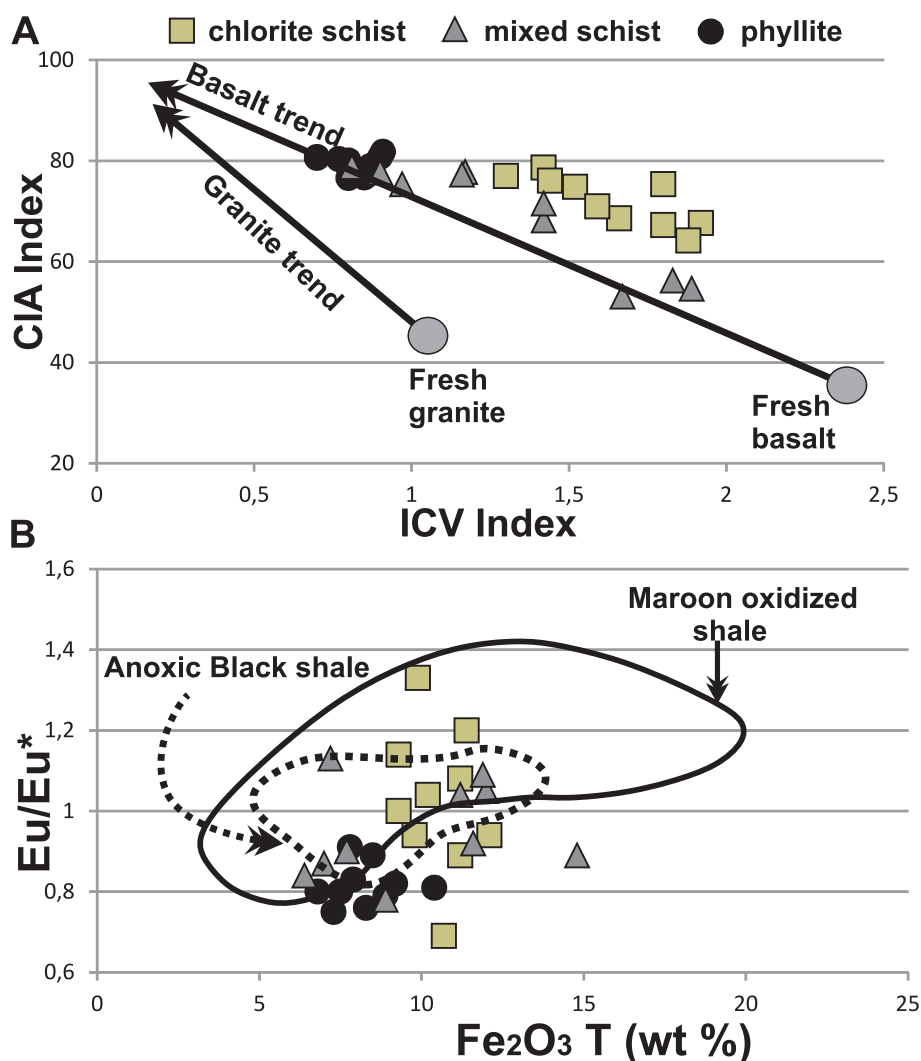 A
chlorite schist mixed schist phyllite
100
80
60
40
20
CIA Index
Basalt trend
Granite trend
Fresh
granite
Fresh
basalt
0 0,5 1 1,5 2 2,5
ICV Index
B
1,6
1,4
1,2
1
0,8
0,6
Eu/Eu*
Maroon oxidized
shale
Anoxic Black shale
0 5 10 15 20 25
Fe₂O₃ T (wt %)